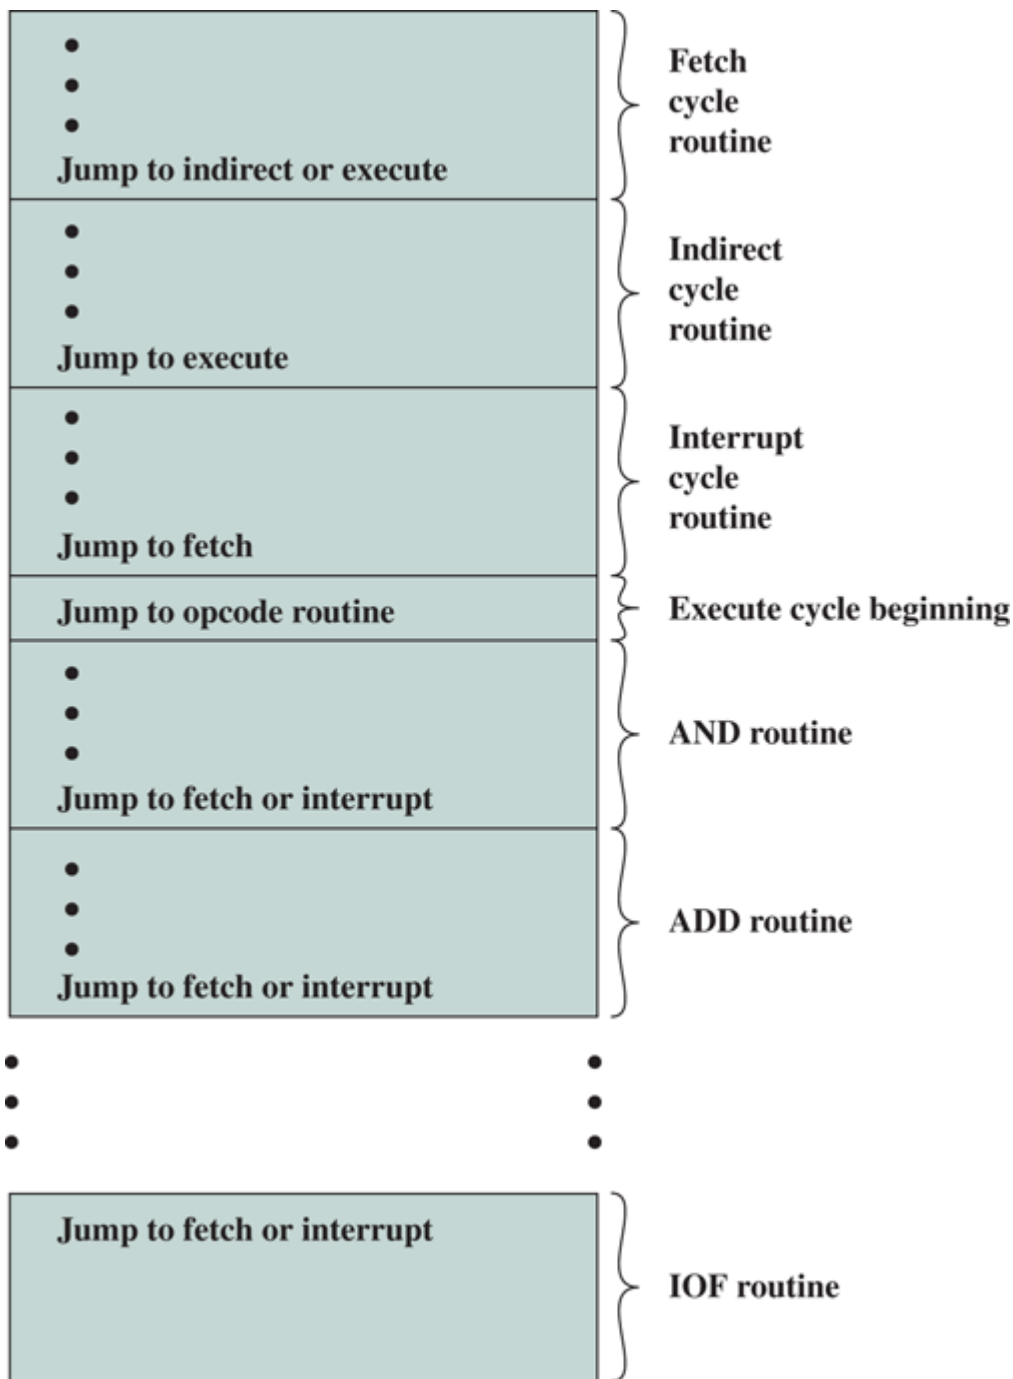 Fetch
cycle
routine
Jump to indirect or execute
Indirect
cycle
routine
Jump to execute
Interrupt
cycle
routine
Jump to fetch
Jump to opcode routine
Execute cycle beginning
AND routine
Jump to fetch or interrupt
ADD routine
Jump to fetch or interrupt
Jump to fetch or interrupt
IOF routine